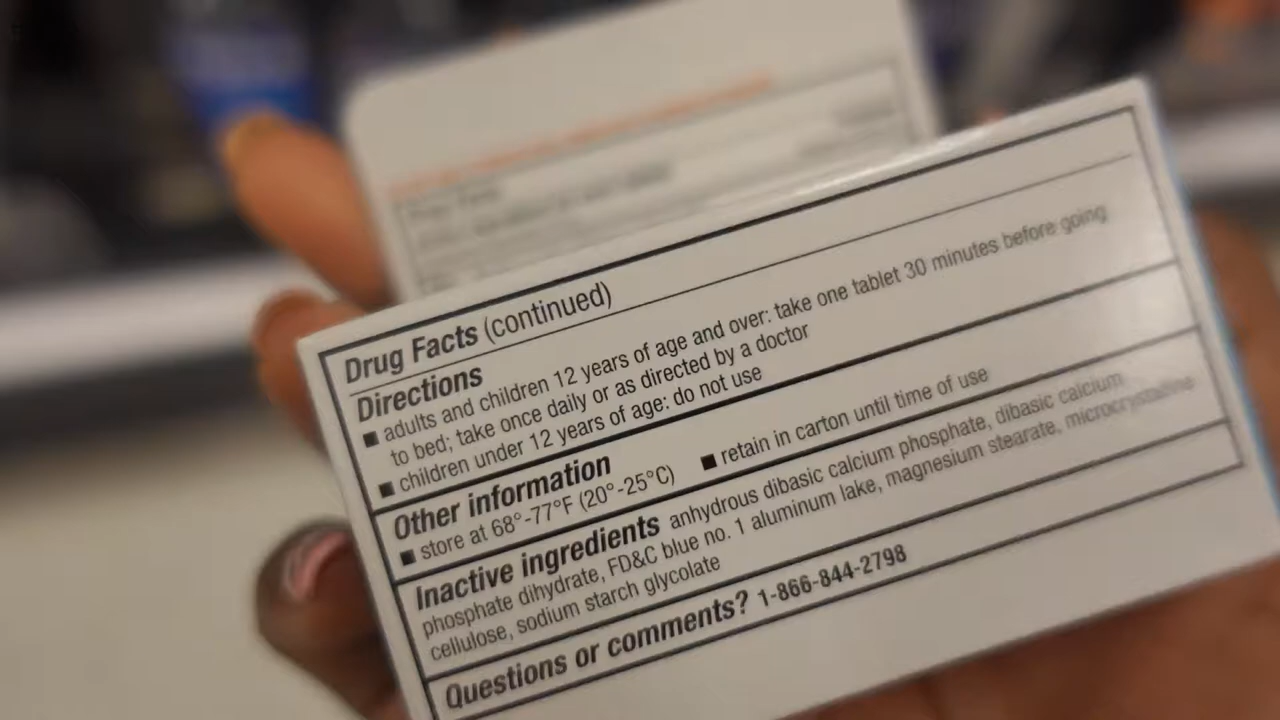 Drug Facts (continued)
Directions
■ adults and children 12 years of age and over: take one tablet 30 minutes before going
to bed; take once daily or as directed by a doctor
■ children under 12 years of age: do not use
Other information
■ store at 68°-77°F (20°-25°C) ■ retain in carton until time of use
Inactive ingredients anhydrous dibasic calcium phosphate, dibasic calcium
phosphate dihydrate, FD&C blue no. 1 aluminum lake, magnesium stearate, microcrystalline
cellulose, sodium starch glycolate
Questions or comments? 1-866-844-2798